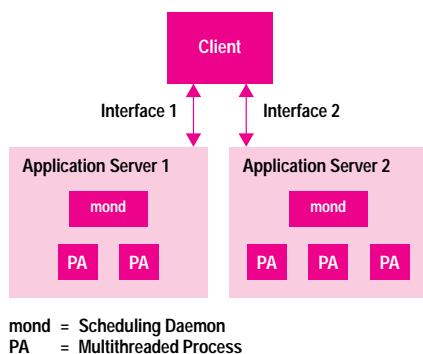 Client
Interface 1 Interface 2
Application Server 1 Application Server 2
mond mond
PA PA PA PA PA
mond = Scheduling Daemon
PA = Multithreaded Process